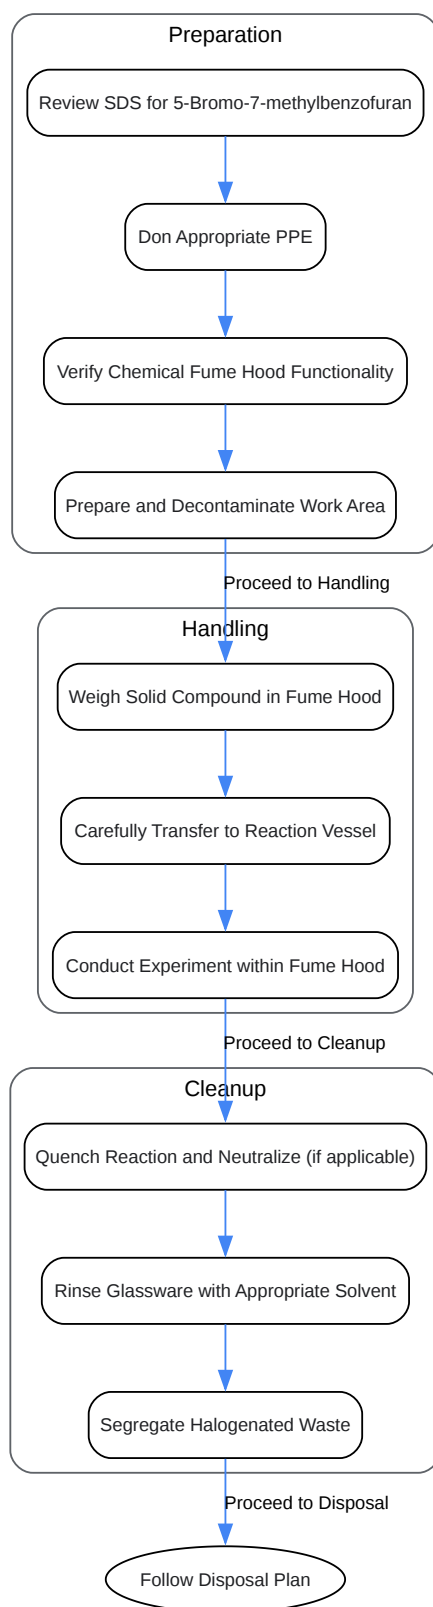 Preparation
Review SDS for 5-Bromo-7-methylbenzofuran
Don Appropriate PPE
Verify Chemical Fume Hood Functionality
Prepare and Decontaminate Work Area
Proceed to Handling
Handling
Weigh Solid Compound in Fume Hood
Carefully Transfer to Reaction Vessel
Conduct Experiment within Fume Hood
Proceed to Cleanup
Cleanup
Quench Reaction and Neutralize (if applicable)
Rinse Glassware with Appropriate Solvent
Segregate Halogenated Waste
Proceed to Disposal
Follow Disposal Plan